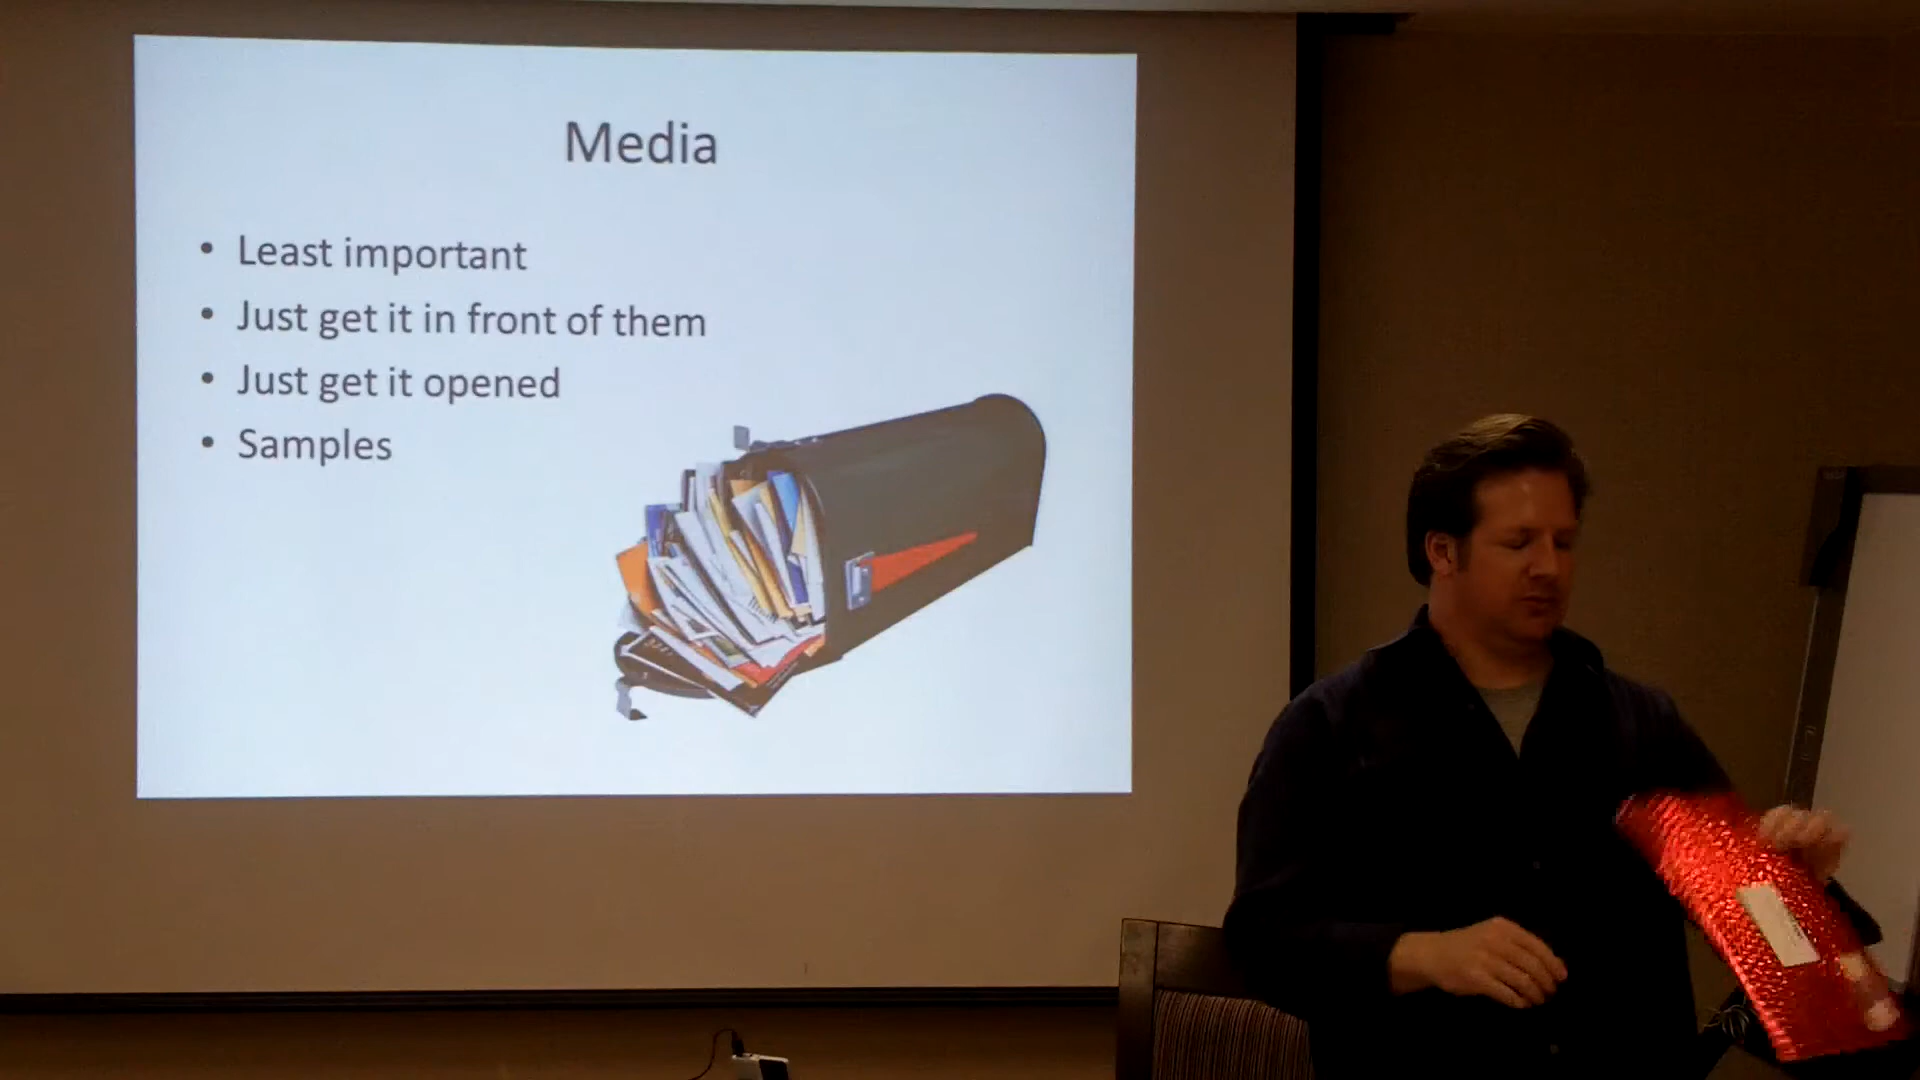 Media
• Least important
• Just get it in front of them
• Just get it opened
• Samples